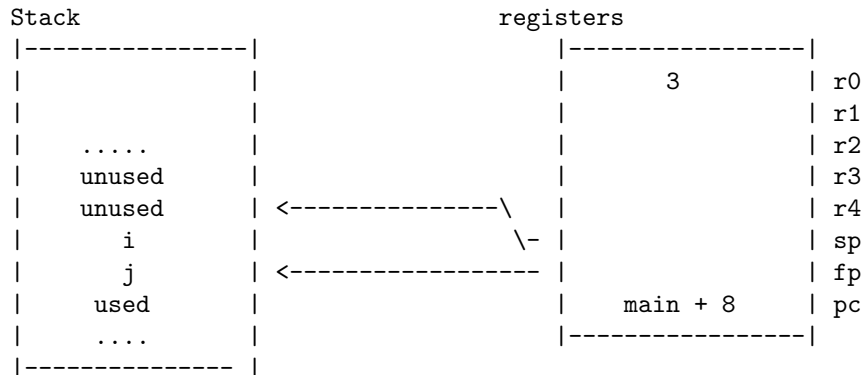 Stack                              registers
|----------------|                      |-----------------|
|                |                      |        3        | r0
|                |                      |                 | r1
|     .....      |                      |                 | r2
|     unused     |                      |                 | r3
|     unused     | <---------------\    |                 | r4
|       i        |                  \-  |                 | sp
|       j        | <------------------  |                 | fp
|      used      |                      |    main + 8     | pc
|      ....      |                      |-----------------|
|--------------- |